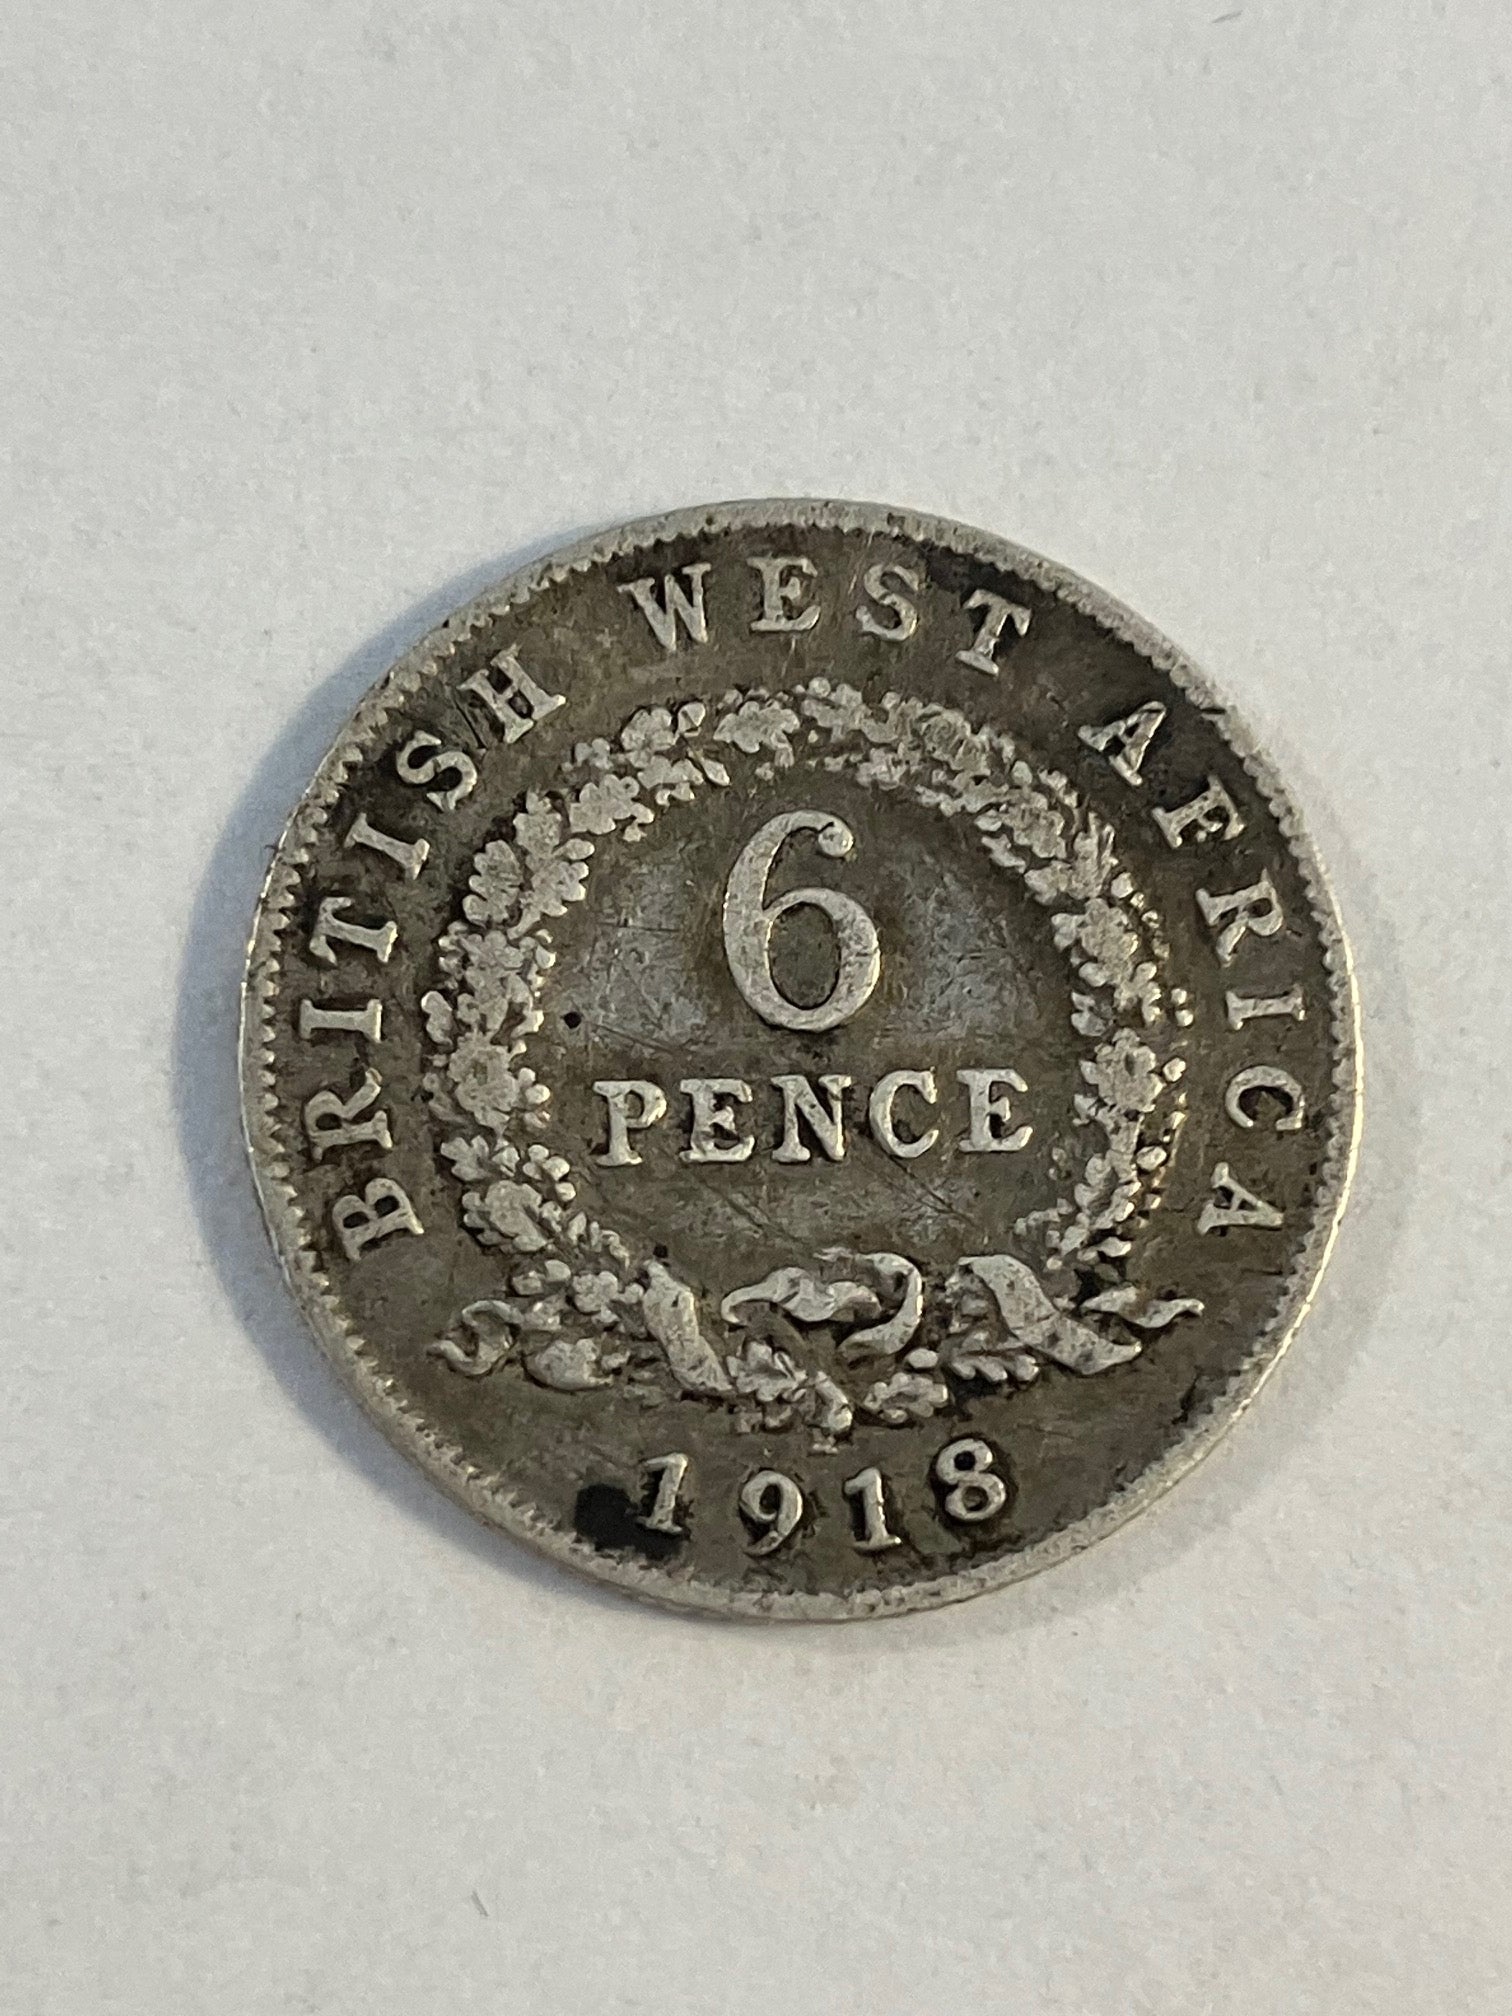 BRITISH WEST AFRICA
6
PENCE
1918